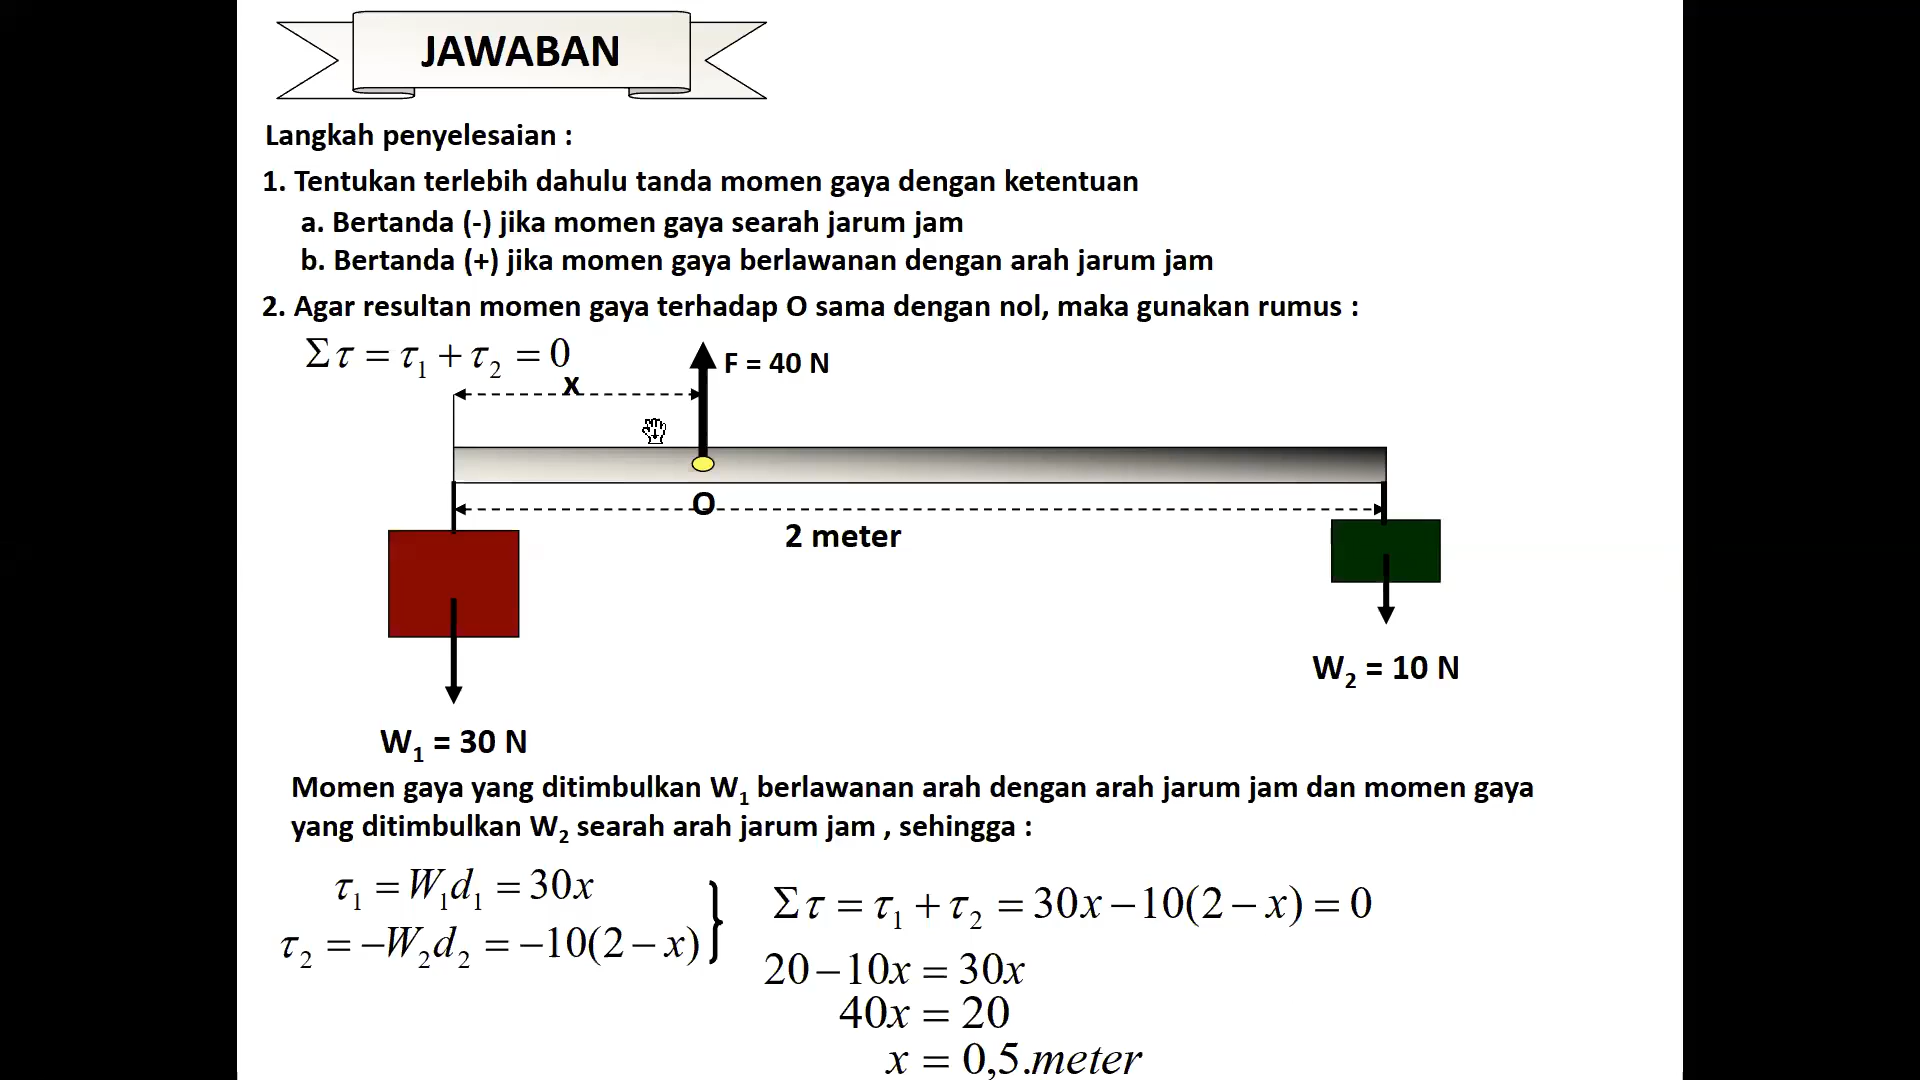 JAWABAN
Langkah penyelesaian :
1. Tentukan terlebih dahulu tanda momen gaya dengan ketentuan
a. Bertanda (-) jika momen gaya searah jarum jam
b. Bertanda (+) jika momen gaya berlawanan dengan arah jarum jam
2. Agar resultan momen gaya terhadap O sama dengan nol, maka gunakan rumus :
Στ = τ₁ + τ₂ = 0
F = 40 N
x
O
2 meter
W₂ = 10 N
W₁ = 30 N
Momen gaya yang ditimbulkan W₁ berlawanan arah dengan arah jarum jam dan momen gaya
yang ditimbulkan W₂ searah arah jarum jam , sehingga :
τ₁ = W₁d₁ = 30x
τ₂ = −W₂d₂ = −10(2 − x)
Στ = τ₁ + τ₂ = 30x − 10(2 − x) = 0
20 − 10x = 30x
40x = 20
x = 0,5.meter